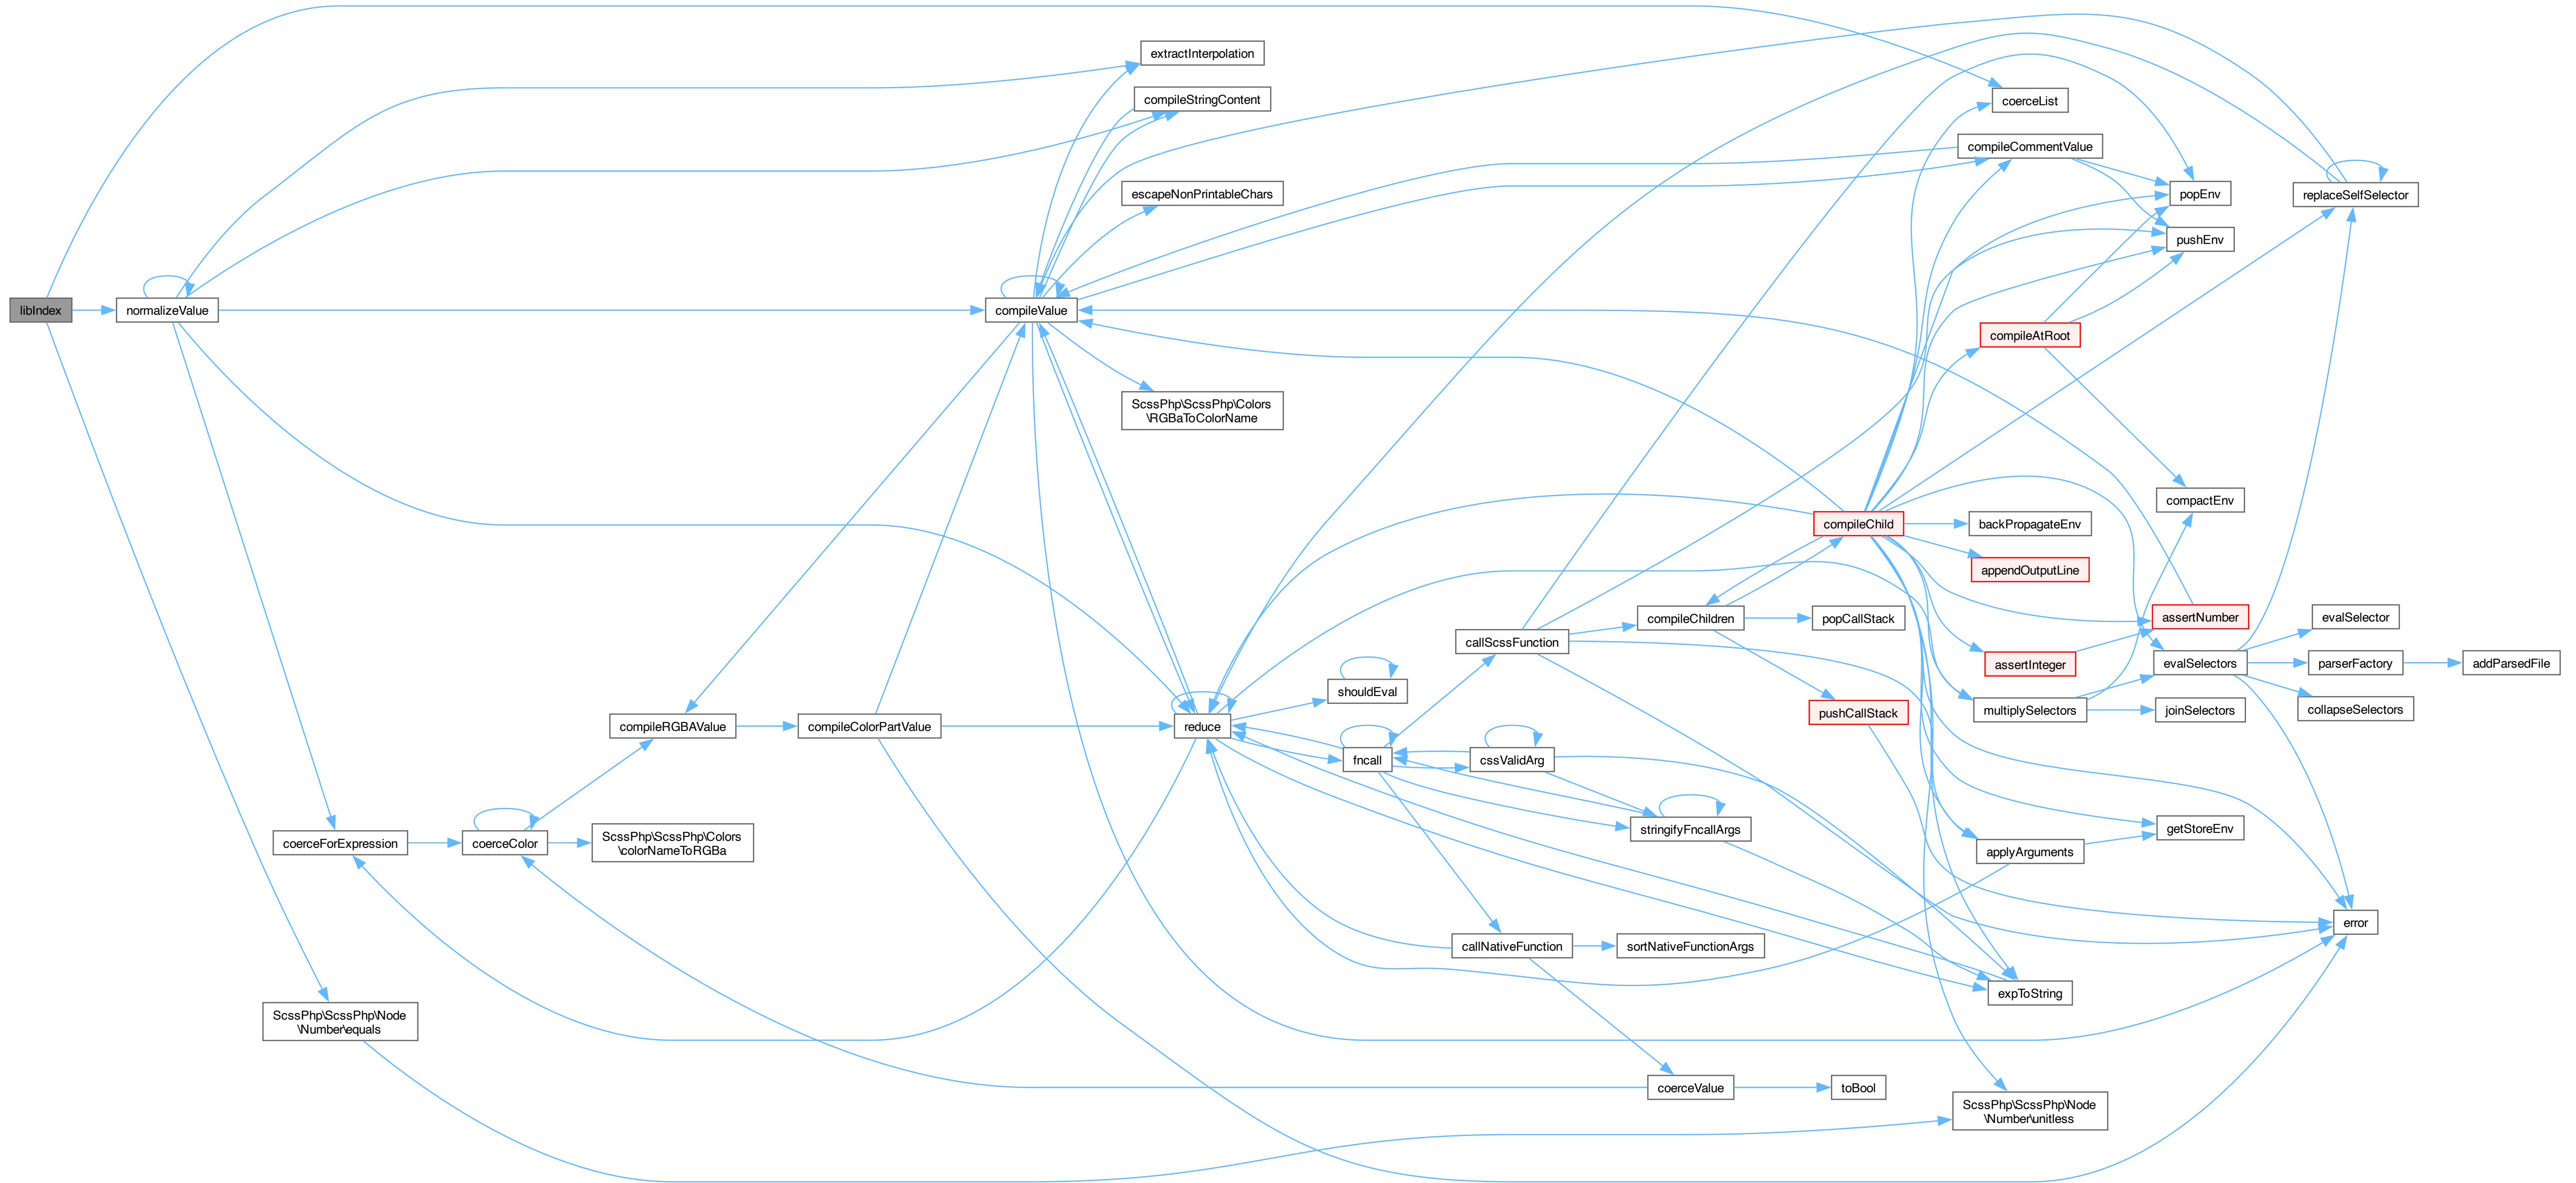 libIndex
normalizeValue
coerceForExpression
ScssPhp\ScssPhp\Node
\Number\equals
coerceColor
compileRGBAValue
ScssPhp\ScssPhp\Colors
\colorNameToRGBa
compileColorPartValue
compileValue
extractInterpolation
compileStringContent
escapeNonPrintableChars
ScssPhp\ScssPhp\Colors
\RGBaToColorName
reduce
shouldEval
fncall
callScssFunction
cssValidArg
stringifyFncallArgs
callNativeFunction
sortNativeFunctionArgs
coerceValue
toBool
compileChildren
popCallStack
pushCallStack
compileChild
coerceList
compileCommentValue
compileAtRoot
backPropagateEnv
appendOutputLine
assertInteger
multiplySelectors
applyArguments
expToString
ScssPhp\ScssPhp\Node
\Number\unitless
popEnv
pushEnv
compactEnv
assertNumber
evalSelectors
joinSelectors
getStoreEnv
replaceSelfSelector
evalSelector
parserFactory
collapseSelectors
error
addParsedFile